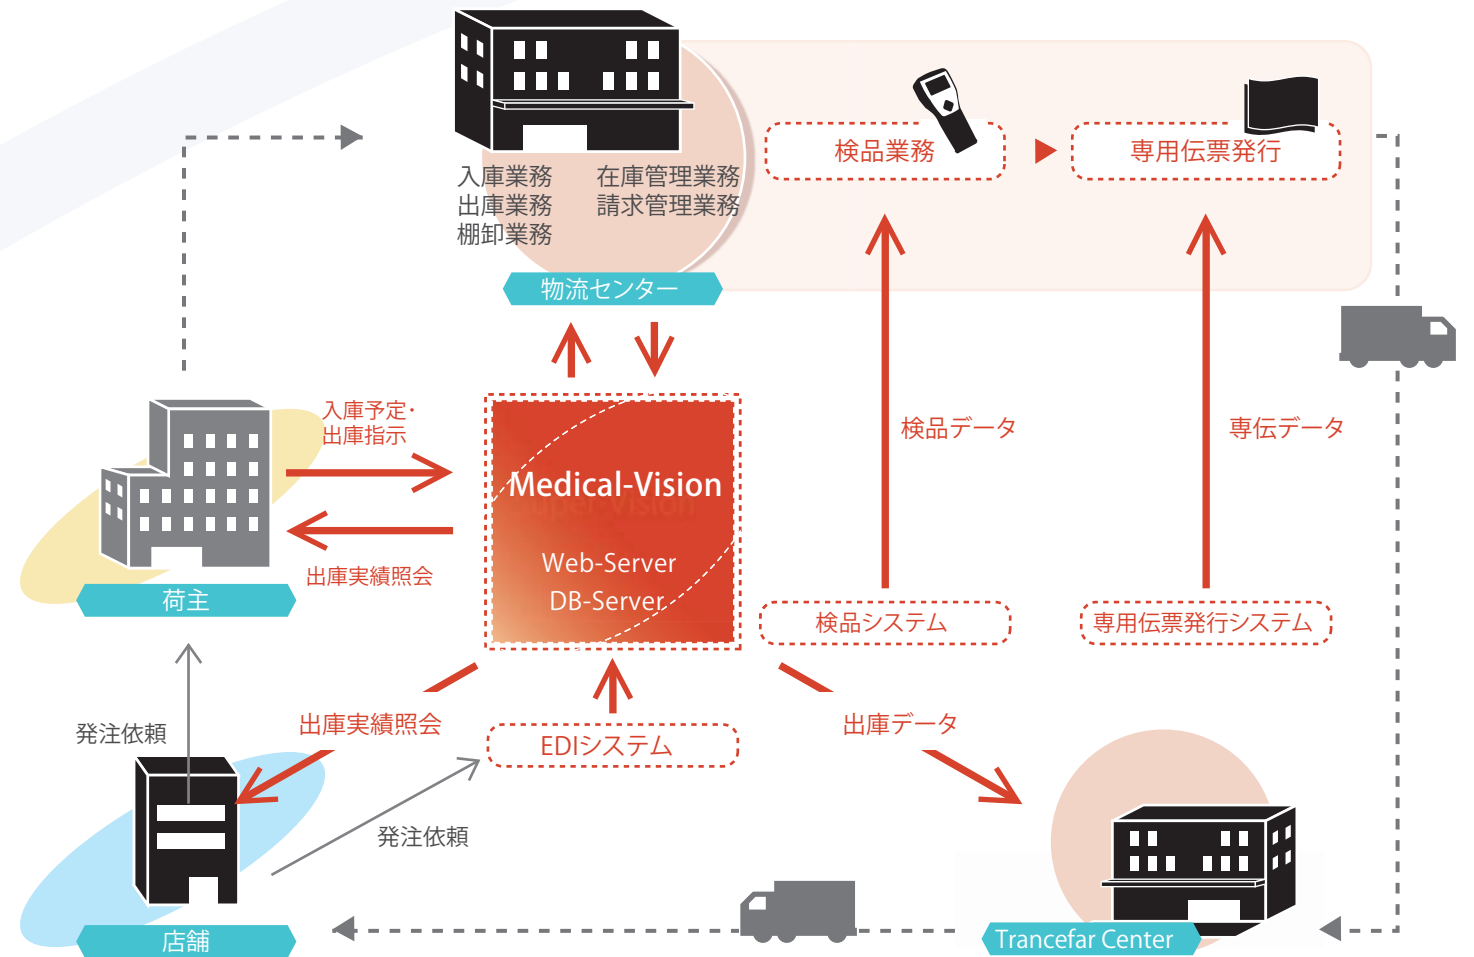 検品業務
専用伝票発行
入庫業務
出庫業務
棚卸業務
在庫管理業務
請求管理業務
物流センター
入庫予定・
出庫指示
検品データ
専伝データ
Medical-Vision
Web-Server
DB-Server
出庫実績照会
荷主
検品システム
専用伝票発行システム
発注依頼
出庫実績照会
EDIシステム
出庫データ
発注依頼
店舗
Trancefar Center